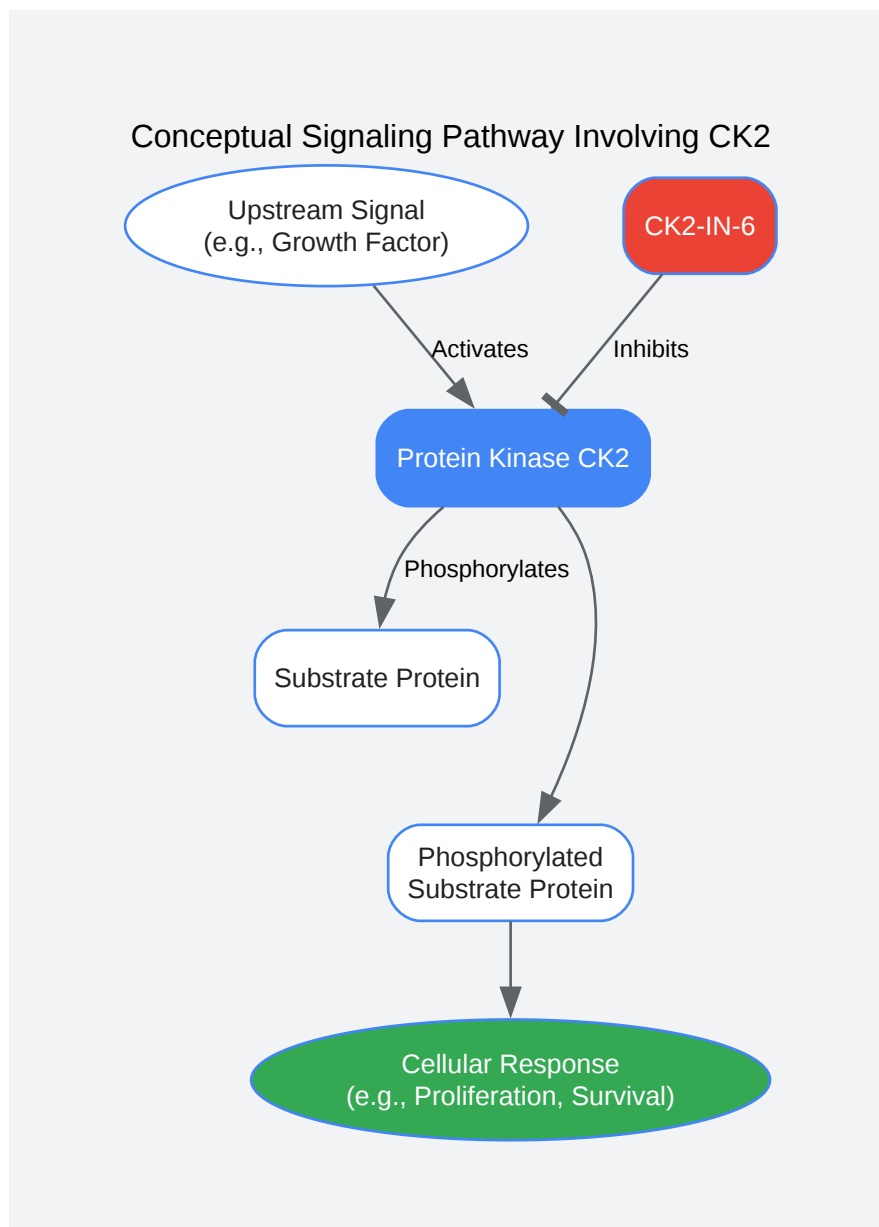 Conceptual Signaling Pathway Involving CK2
Upstream Signal
(e.g., Growth Factor)
CK2-IN-6
Activates
Inhibits
Protein Kinase CK2
Phosphorylates
Substrate Protein
Phosphorylated
Substrate Protein
Cellular Response
(e.g., Proliferation, Survival)